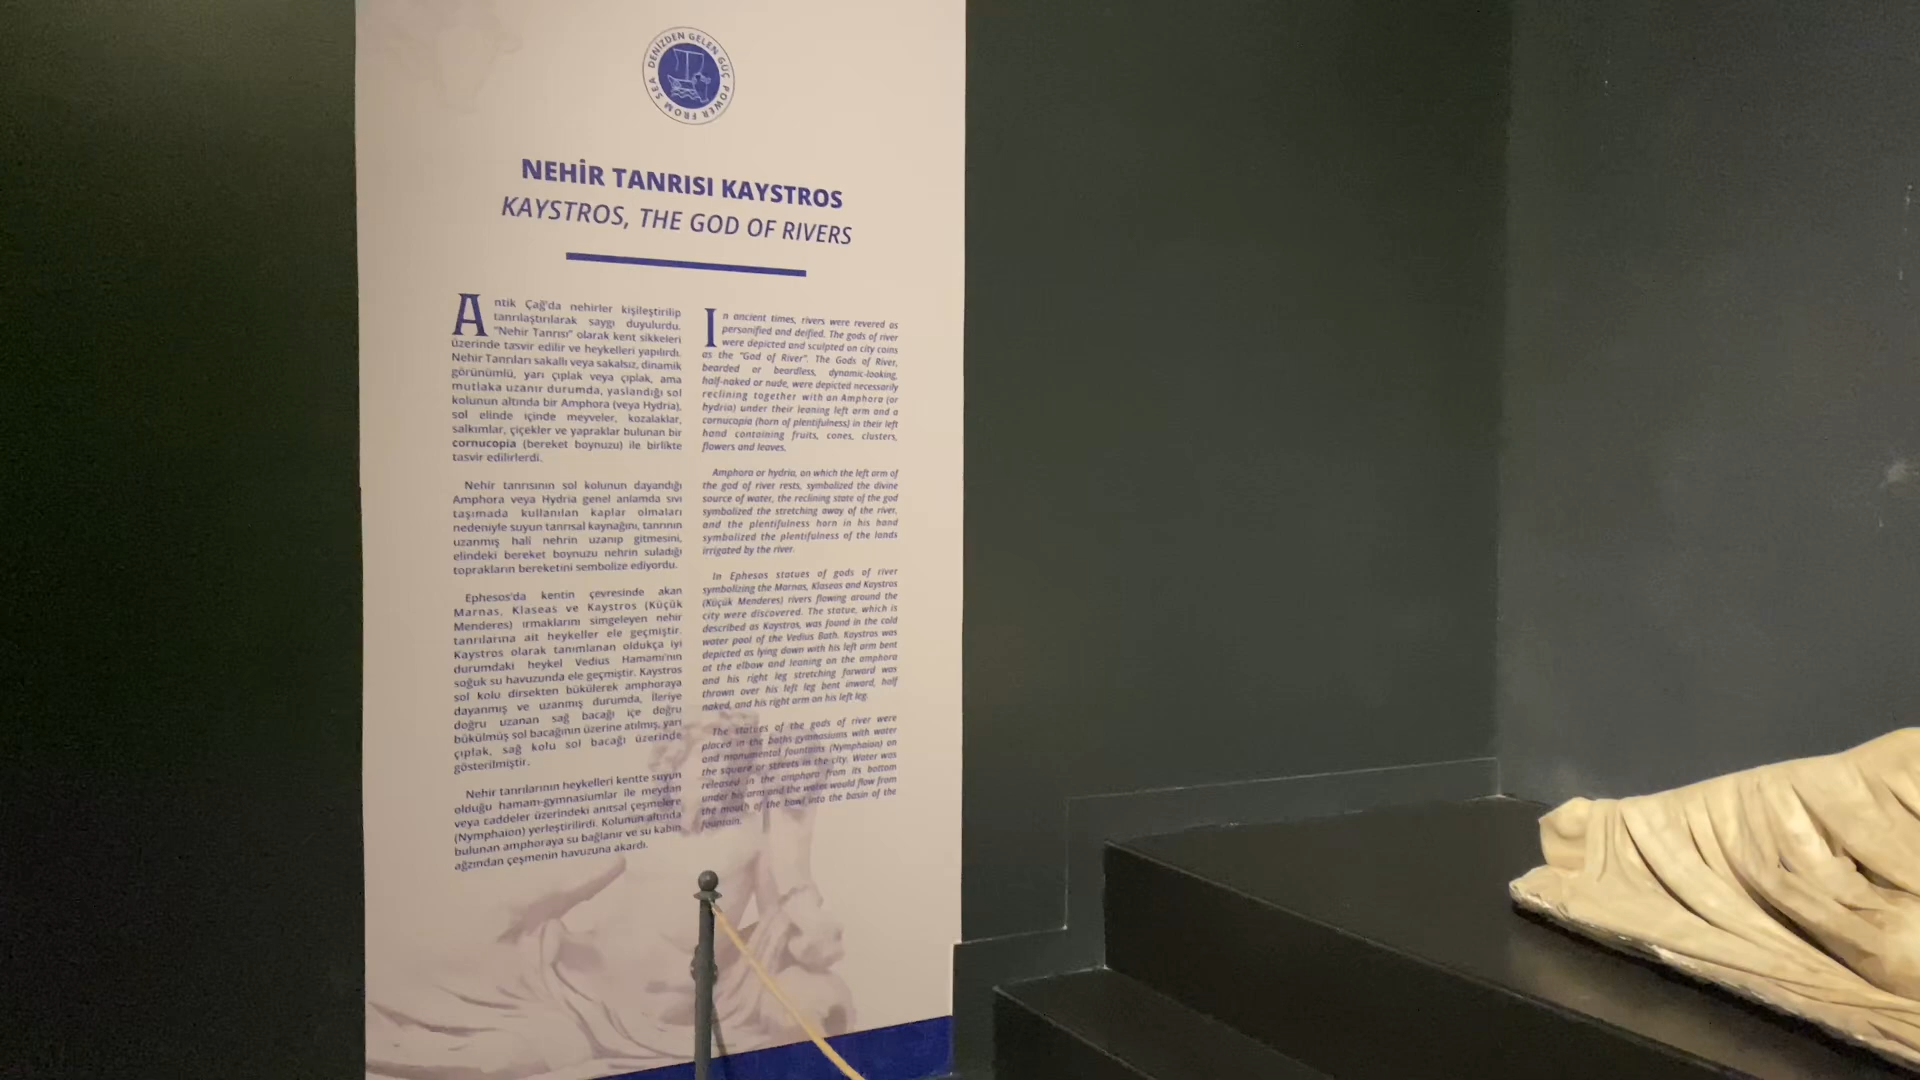 DENİZDEN GELEN GÜÇ POWER FROM SEA
NEHİR TANRISI KAYSTROS
KAYSTROS, THE GOD OF RIVERS
Antik Çağ'da nehirler kişileştirilip
tanrılaştırılarak saygı duyulurdu.
"Nehir Tanrısı" olarak kent sikkeleri
üzerinde tasvir edilir ve heykelleri yapılırdı.
Nehir Tanrıları sakallı veya sakalsız, dinamik
görünümlü, yarı çıplak veya çıplak, ama
mutlaka uzanır durumda, yaslandığı sol
kolunun altında bir Amphora (veya Hydria),
sol elinde içinde meyveler, kozalaklar,
salkımlar, çiçekler ve yapraklar bulunan bir
cornucopia (bereket boynuzu) ile birlikte
tasvir edilirlerdi.
Nehir tanrısının sol kolunun dayandığı
Amphora veya Hydria genel anlamda sıvı
taşımada kullanılan kaplar olmaları
nedeniyle suyun tanrısal kaynağını, tanrının
uzanmış hali nehrin uzanıp gitmesini,
elindeki bereket boynuzu nehrin suladığı
toprakların bereketini sembolize ediyordu.
Ephesos'da kentin çevresinde akan
Marnas, Klaseas ve Kaystros (Küçük
Menderes) ırmaklarını simgeleyen nehir
tanrılarına ait heykeller ele geçmiştir.
Kaystros olarak tanımlanan oldukça iyi
durumdaki heykel Vedius Hamamı'nın
soğuk su havuzunda ele geçmiştir. Kaystros
sol kolu dirsekten bükülerek amphoraya
dayanmış ve uzanmış durumda, ileriye
doğru uzanan sağ bacağı içe doğru
bükülmüş sol bacağının üzerine atılmış, yarı
çıplak, sağ kolu sol bacağı üzerinde
gösterilmiştir.
Nehir tanrılarının heykelleri kentte suyun
olduğu hamam-gymnasiumlar ile meydan
veya caddeler üzerindeki anıtsal çeşmelere
(Nymphaion) yerleştirilirdi. Kolunun altında
bulunan amphoraya su bağlanır ve su kabın
ağzından çeşmenin havuzuna akardı.
In ancient times, rivers were revered as
personified and deified. The gods of river
were depicted and sculpted on city coins
as the "God of River". The Gods of River,
bearded or beardless, dynamic-looking,
half-naked or nude, were depicted necessarily
reclining together with an Amphora (or
hydria) under their leaning left arm and a
cornucopia (horn of plentifulness) in their left
hand containing fruits, cones, clusters,
flowers and leaves.
Amphora or hydria, on which the left arm of
the god of river rests, symbolized the divine
source of water, the reclining state of the god
symbolized the stretching away of the river,
and the plentifulness horn in his hand
symbolized the plentifulness of the lands
irrigated by the river.
In Ephesos statues of gods of river
symbolizing the Marnas, Klaseas and Kaystros
(Küçük Menderes) rivers flowing around the
city were discovered. The statue, which is
described as Kaystros, was found in the cold
water pool of the Vedius Bath. Kaystros was
depicted as lying down with his left arm bent
at the elbow and leaning on the amphora
and his right leg stretching forward was
thrown over his left leg bent inward, half
naked, and his right arm on his left leg.
The statues of the gods of river were
placed in the baths-gymnasiums with water
and monumental fountains (Nymphaion) on
the square or streets in the city. Water was
released in the amphora from its bottom
under his arm and the water would flow from
the mouth of the bowl into the basin of the
fountain.